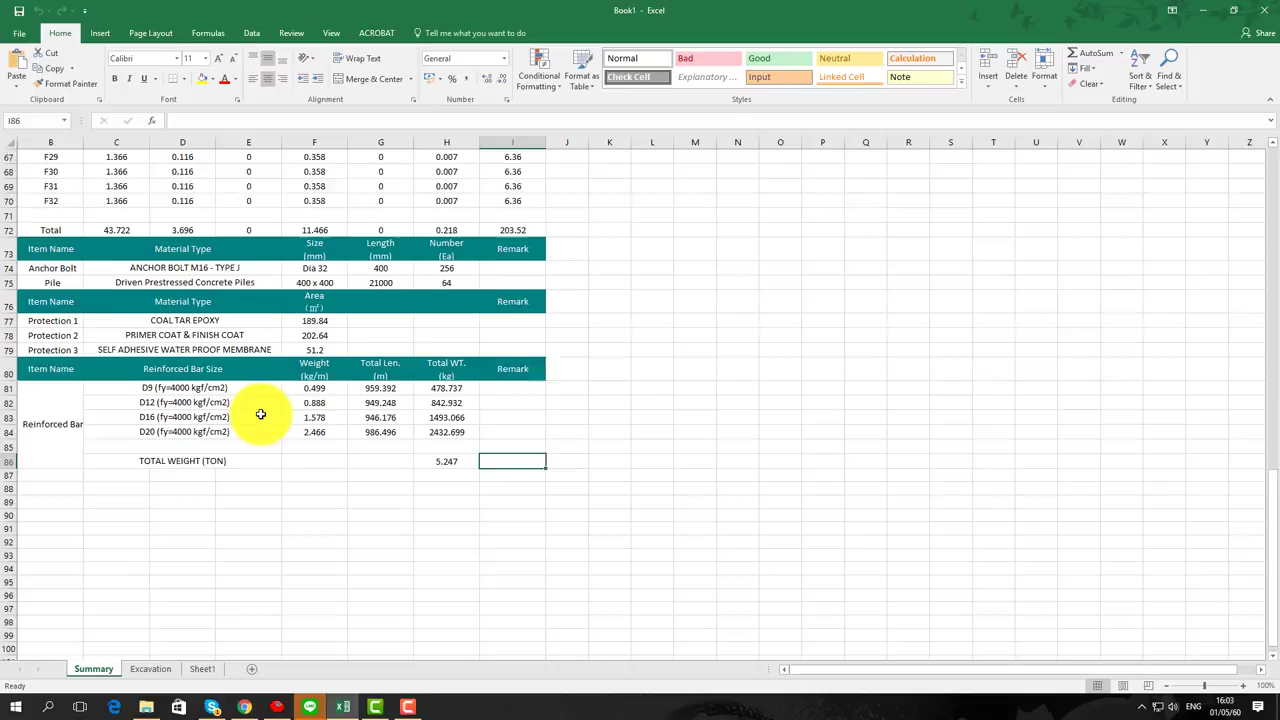 Book1 - Excel
File Home Insert Page Layout Formulas Data Review View ACROBAT Tell me what you want to do Share
Paste Cut Copy Format Painter Clipboard
Calibri 11 B I U Font
Wrap Text Merge & Center Alignment
General % Number
Conditional Formatting Format as Table
Normal Bad Good Neutral Calculation
Check Cell Explanatory ... Input Linked Cell Note
Styles
Insert Delete Format Cells
AutoSum Fill Clear Sort & Filter Find & Select Editing
I86 fx
B C D E F G H I J K L M N O P Q R S T U V W X Y Z
67 F29 1.366 0.116 0 0.358 0 0.007 6.36
68 F30 1.366 0.116 0 0.358 0 0.007 6.36
69 F31 1.366 0.116 0 0.358 0 0.007 6.36
70 F32 1.366 0.116 0 0.358 0 0.007 6.36
71
72 Total 43.722 3.696 0 11.466 0 0.218 203.52
73 Item Name Material Type Size (mm) Length (mm) Number (Ea) Remark
74 Anchor Bolt ANCHOR BOLT M16 - TYPE J Dia 32 400 256
75 Pile Driven Prestressed Concrete Piles 400 x 400 21000 64
76 Item Name Material Type Area (㎡) Remark
77 Protection 1 COAL TAR EPOXY 189.84
78 Protection 2 PRIMER COAT & FINISH COAT 202.64
79 Protection 3 SELF ADHESIVE WATER PROOF MEMBRANE 51.2
80 Item Name Reinforced Bar Size Weight (kg/m) Total Len. (m) Total WT. (kg) Remark
81 D9 (fy=4000 kgf/cm2) 0.499 959.392 478.737
82 D12 (fy=4000 kgf/cm2) 0.888 949.248 842.932
83 Reinforced Bar D16 (fy=4000 kgf/cm2) 1.578 946.176 1493.066
84 D20 (fy=4000 kgf/cm2) 2.466 986.496 2432.699
85
86 TOTAL WEIGHT (TON) 5.247
87
88
89
90
91
92
93
94
95
96
97
98
99
100
Summary Excavation Sheet1
Ready 100%
16:03
01/05/60